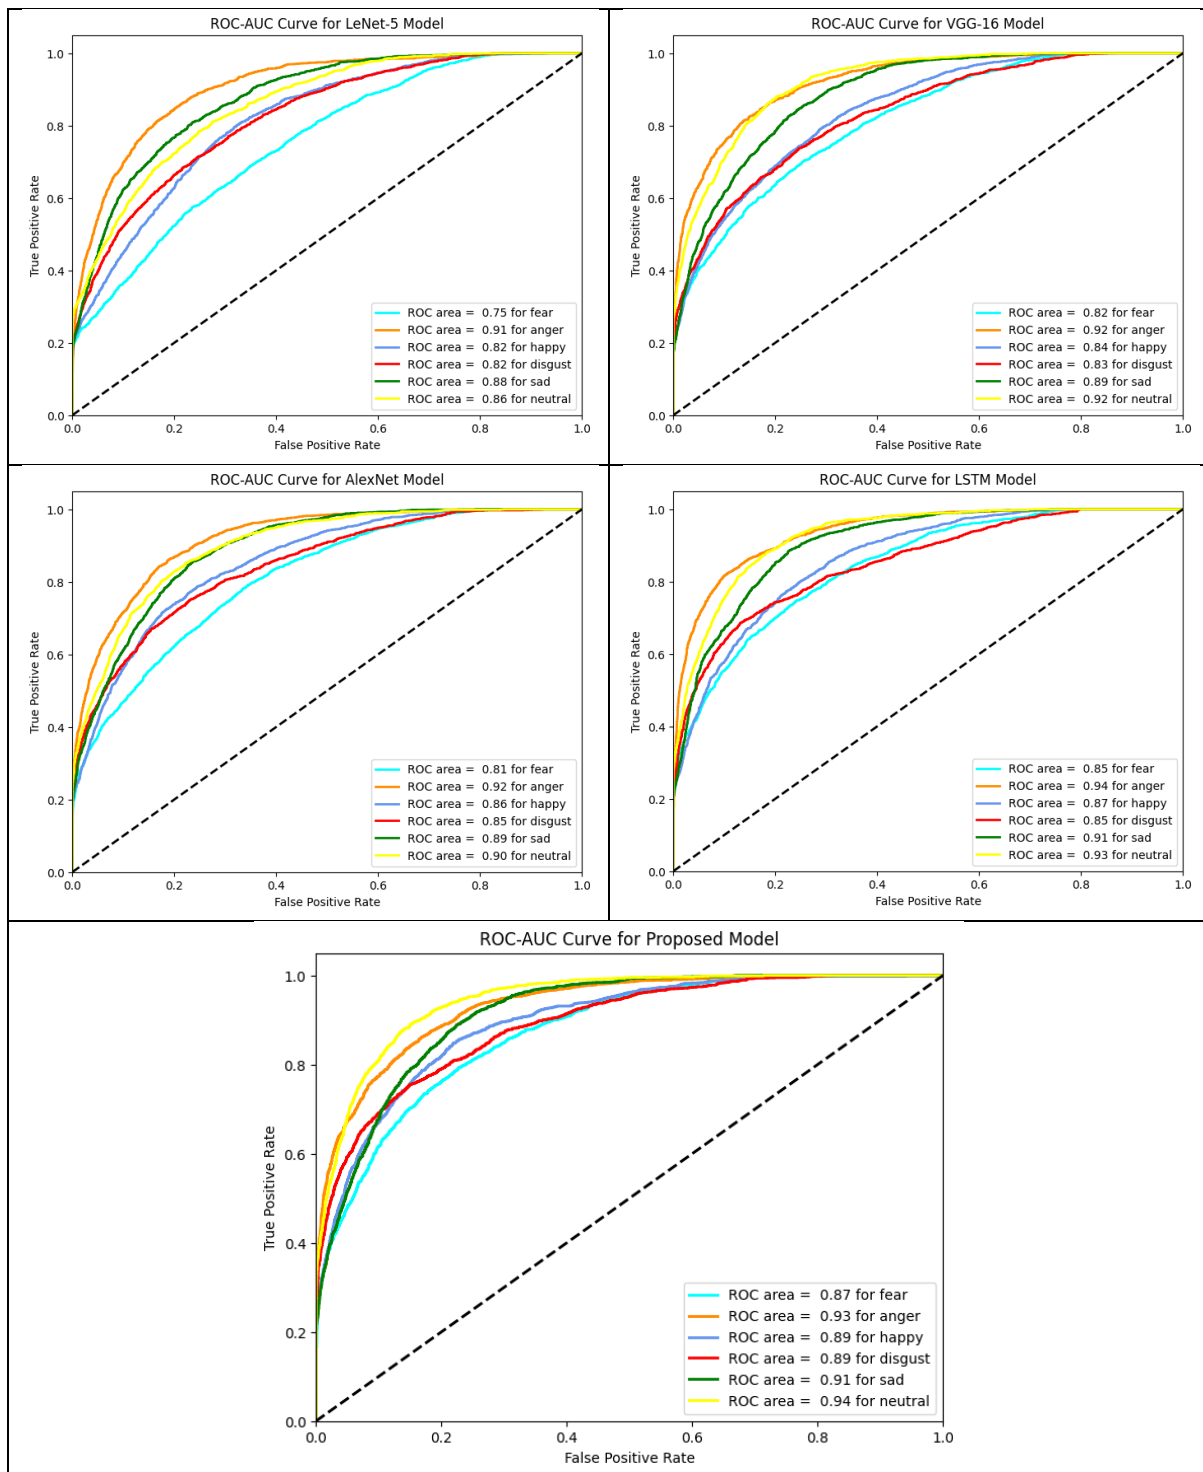 ROC-AUC Curve for LeNet-5 Model
True Positive Rate
1.0
0.8
0.6
0.4
0.2
0.0
ROC area = 0.75 for fear
ROC area = 0.91 for anger
ROC area = 0.82 for happy
ROC area = 0.82 for disgust
ROC area = 0.88 for sad
ROC area = 0.86 for neutral
0.0 0.2 0.4 0.6 0.8 1.0
False Positive Rate
ROC-AUC Curve for VGG-16 Model
True Positive Rate
1.0
0.8
0.6
0.4
0.2
0.0
ROC area = 0.82 for fear
ROC area = 0.92 for anger
ROC area = 0.84 for happy
ROC area = 0.83 for disgust
ROC area = 0.89 for sad
ROC area = 0.92 for neutral
0.0 0.2 0.4 0.6 0.8 1.0
False Positive Rate
ROC-AUC Curve for AlexNet Model
True Positive Rate
1.0
0.8
0.6
0.4
0.2
0.0
ROC area = 0.81 for fear
ROC area = 0.92 for anger
ROC area = 0.86 for happy
ROC area = 0.85 for disgust
ROC area = 0.89 for sad
ROC area = 0.90 for neutral
0.0 0.2 0.4 0.6 0.8 1.0
False Positive Rate
ROC-AUC Curve for LSTM Model
True Positive Rate
1.0
0.8
0.6
0.4
0.2
0.0
ROC area = 0.85 for fear
ROC area = 0.94 for anger
ROC area = 0.87 for happy
ROC area = 0.85 for disgust
ROC area = 0.91 for sad
ROC area = 0.93 for neutral
0.0 0.2 0.4 0.6 0.8 1.0
False Positive Rate
ROC-AUC Curve for Proposed Model
True Positive Rate
1.0
0.8
0.6
0.4
0.2
0.0
ROC area = 0.87 for fear
ROC area = 0.93 for anger
ROC area = 0.89 for happy
ROC area = 0.89 for disgust
ROC area = 0.91 for sad
ROC area = 0.94 for neutral
0.0 0.2 0.4 0.6 0.8 1.0
False Positive Rate